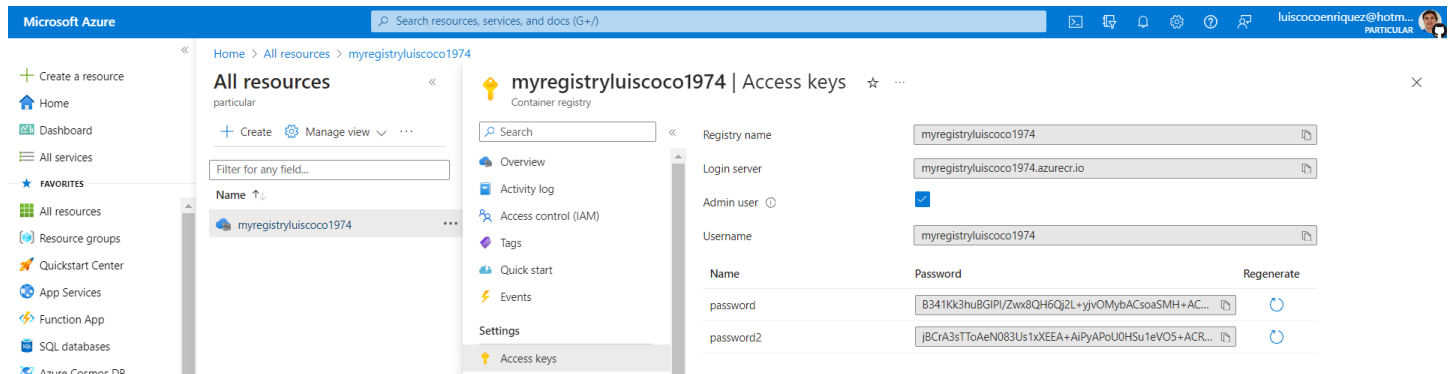 Microsoft Azure
Search resources, services, and docs (G+/)
luiscocoenriquez@hotm...
PARTICULAR
Create a resource
Home
Dashboard
All services
FAVORITES
All resources
Resource groups
Quickstart Center
App Services
Function App
SQL databases
Azure Cosmos DB
Home > All resources > myregistryluiscoco1974
All resources
particular
Create
Manage view
Filter for any field...
Name
myregistryluiscoco1974
myregistryluiscoco1974 | Access keys
Container registry
Search
Overview
Activity log
Access control (IAM)
Tags
Quick start
Events
Settings
Access keys
Registry name
myregistryluiscoco1974
Login server
myregistryluiscoco1974.azurecr.io
Admin user
Username
myregistryluiscoco1974
Name Password Regenerate
password
B341Kk3huBGIPI/Zwx8QH6Qj2L+yjvOMybACsoaSMH+AC...
password2
jBCrA3sTToAeN083Us1xXEEA+AiPyAPoU0HSu1eVO5+ACR...